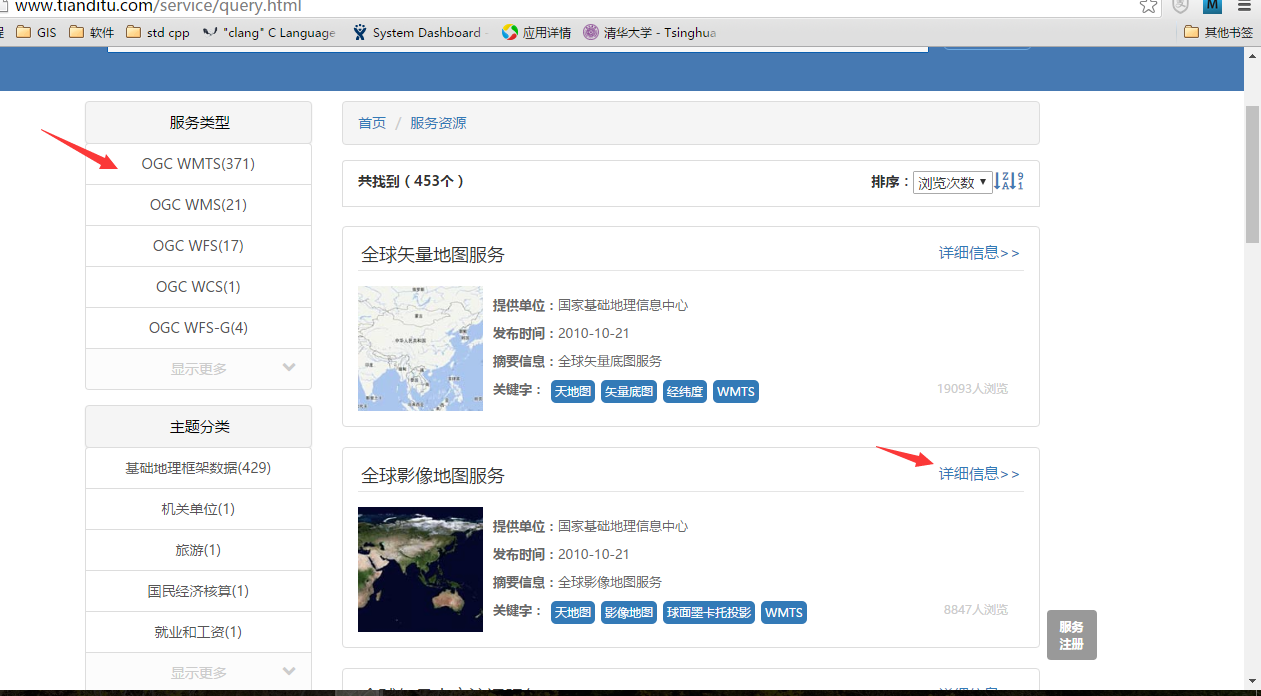 www.tianditu.com/service/query.html
M
程 GIS 软件 std cpp "clang" C Language System Dashboard 应用详情 清华大学 - Tsinghua 其他书签
服务类型
OGC WMTS(371)
OGC WMS(21)
OGC WFS(17)
OGC WCS(1)
OGC WFS-G(4)
显示更多
主题分类
基础地理框架数据(429)
机关单位(1)
旅游(1)
国民经济核算(1)
就业和工资(1)
显示更多
首页 / 服务资源
共找到（453个）
排序：浏览次数
全球矢量地图服务
详细信息>>
提供单位：国家基础地理信息中心
发布时间：2010-10-21
摘要信息：全球矢量底图服务
关键字： 天地图 矢量底图 经纬度 WMTS
19093人浏览
全球影像地图服务
详细信息>>
提供单位：国家基础地理信息中心
发布时间：2010-10-21
摘要信息：全球影像地图服务
关键字： 天地图 影像地图 球面墨卡托投影 WMTS
8847人浏览
服务
注册